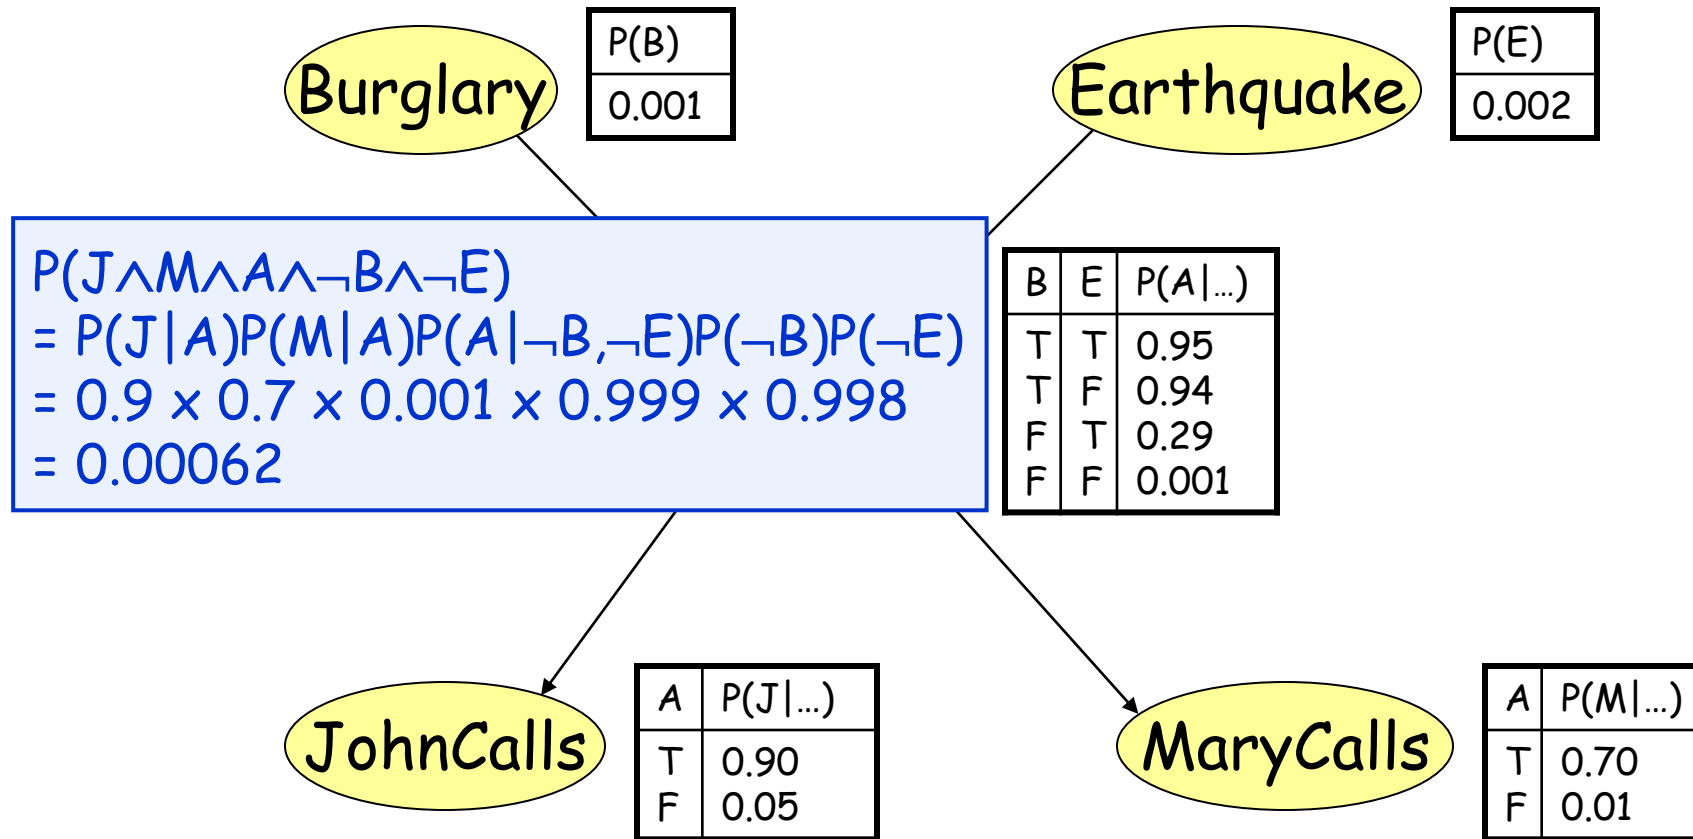 Burglary
P(B)
0.001
Earthquake
P(E)
0.002
P(J∧M∧A∧¬B∧¬E)
= P(J|A)P(M|A)P(A|¬B,¬E)P(¬B)P(¬E)
= 0.9 x 0.7 x 0.001 x 0.999 x 0.998
= 0.00062
B E P(A|...)
T T 0.95
T F 0.94
F T 0.29
F F 0.001
JohnCalls
A P(J|...)
T 0.90
F 0.05
MaryCalls
A P(M|...)
T 0.70
F 0.01